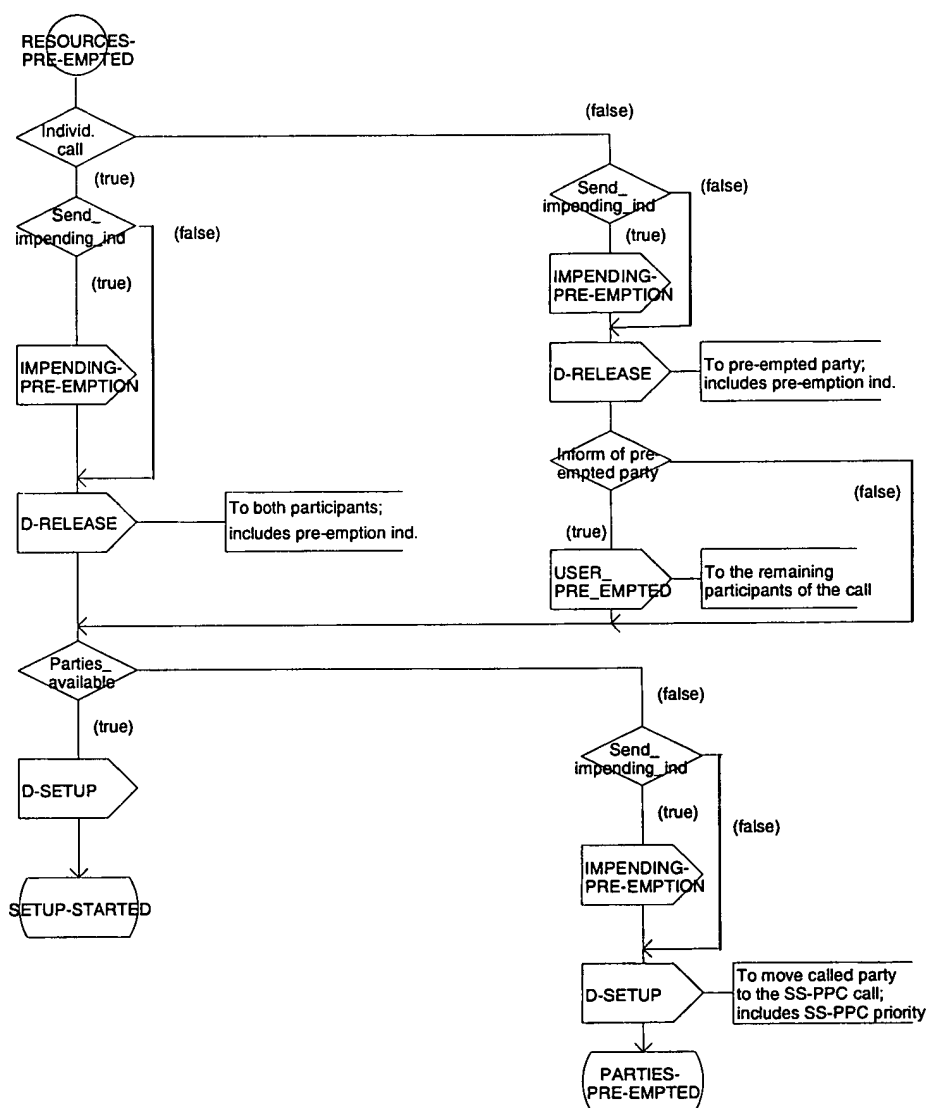 RESOURCES-
PRE-EMPTED
Individ.
call
(false)
(true)
Send_
impending_ind
(false)
(true)
IMPENDING-
PRE-EMPTION
D-RELEASE
To both participants;
includes pre-emption ind.
Send_
impending_ind
(false)
(true)
IMPENDING-
PRE-EMPTION
D-RELEASE
To pre-empted party;
includes pre-emption ind.
Inform of pre-
empted party
(false)
(true)
USER_
PRE_EMPTED
To the remaining
participants of the call
Parties_
available
(true)
D-SETUP
SETUP-STARTED
(false)
Send_
impending_ind
(true)
(false)
IMPENDING-
PRE-EMPTION
D-SETUP
To move called party
to the SS-PPC call;
includes SS-PPC priority
PARTIES-
PRE-EMPTED